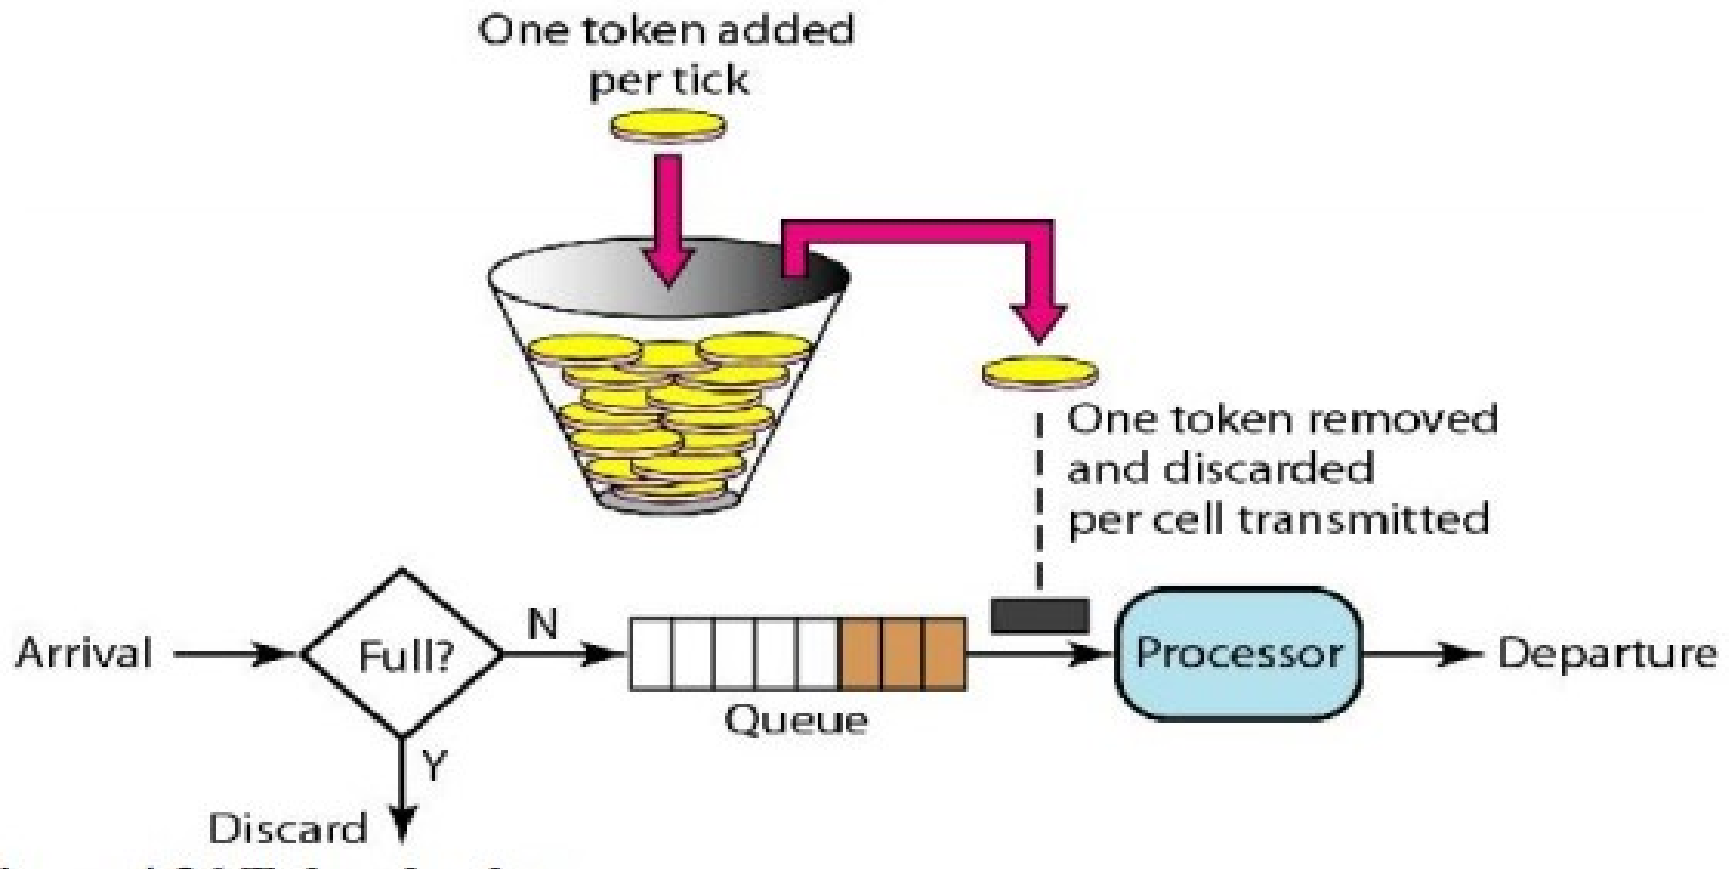 One token added
per tick
One token removed
and discarded
per cell transmitted
Arrival
Full?
N
Queue
Processor
Departure
Y
Discard